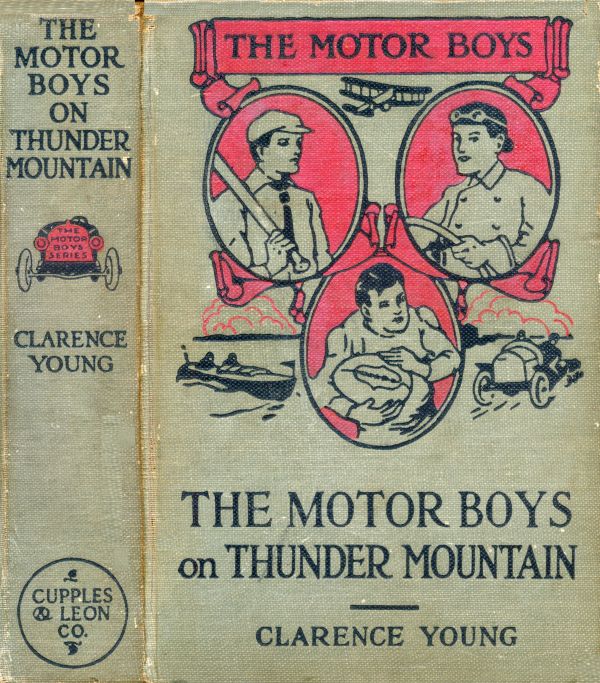 THE
MOTOR
BOYS
ON
THUNDER
MOUNTAIN
THE
MOTOR
BOYS
SERIES
CLARENCE
YOUNG
CUPPLES
& LEON
CO.
THE MOTOR BOYS
THE MOTOR BOYS
on THUNDER MOUNTAIN
CLARENCE YOUNG